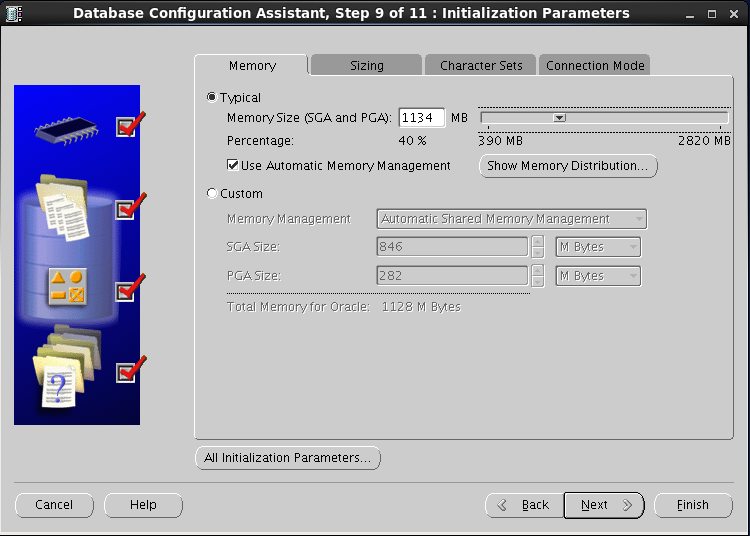 Database Configuration Assistant, Step 9 of 11 : Initialization Parameters
Memory Sizing Character Sets Connection Mode
Typical
Memory Size (SGA and PGA): 1134 MB
Percentage: 40 % 390 MB 2820 MB
Use Automatic Memory Management Show Memory Distribution...
Custom
Memory Management Automatic Shared Memory Management
SGA Size: 846 M Bytes
PGA Size: 282 M Bytes
Total Memory for Oracle: 1128 M Bytes
?
All Initialization Parameters...
Cancel Help Back Next Finish